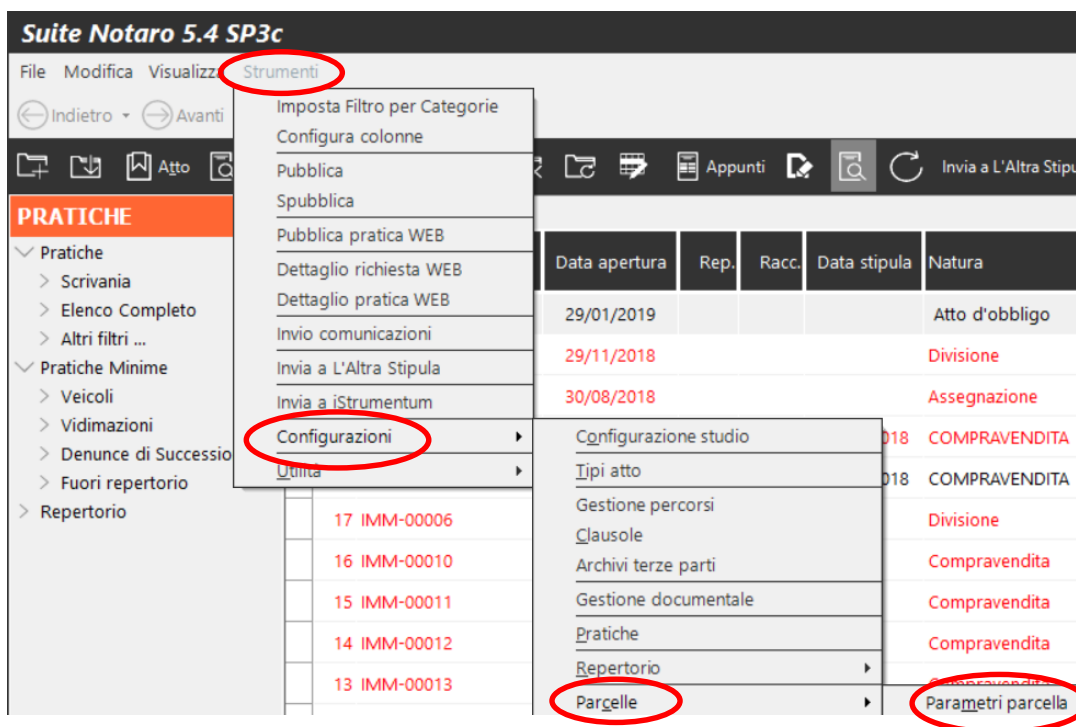 Suite Notaro 5.4 SP3c
File Modifica Visualizza Strumenti
Indietro Avanti
Atto Appunti Invia a L'Altra Stipu
PRATICHE
Pratiche
Scrivania
Elenco Completo
Altri filtri ...
Pratiche Minime
Veicoli
Vidimazioni
Denunce di Successio
Fuori repertorio
Repertorio
Imposta Filtro per Categorie
Configura colonne
Pubblica
Spubblica
Pubblica pratica WEB
Dettaglio richiesta WEB
Dettaglio pratica WEB
Invio comunicazioni
Invia a L'Altra Stipula
Invia a iStrumentum
Configurazioni
Utilità
Configurazione studio
Tipi atto
Gestione percorsi
Clausole
Archivi terze parti
Gestione documentale
Pratiche
Repertorio
Parcelle
Parametri parcella
Data apertura Rep. Racc. Data stipula Natura
29/01/2019 Atto d'obbligo
29/11/2018 Divisione
30/08/2018 Assegnazione
018 COMPRAVENDITA
018 COMPRAVENDITA
17 IMM-00006 Divisione
16 IMM-00010 Compravendita
15 IMM-00011 Compravendita
14 IMM-00012 Compravendita
13 IMM-00013 Compravendita